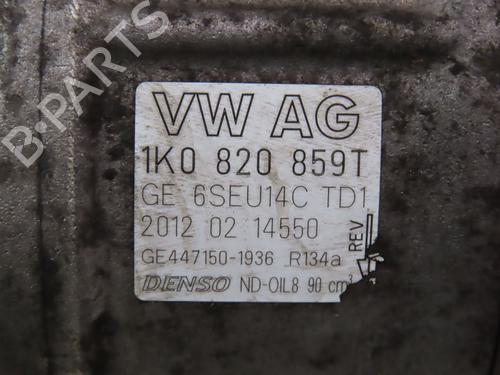 VW AG
1K0 820 859T
GE 6SEU14C TD1
2012 02 14550
REV
GE447150-1936 R134a
DENSO ND-OIL8 90 cm³
B-PARTS